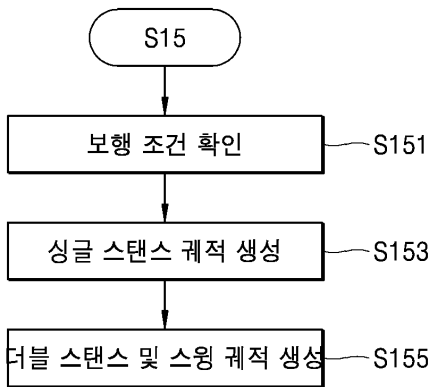 S15
보행 조건 확인
S151
싱글 스탠스 궤적 생성
S153
더블 스탠스 및 스윙 궤적 생성
S155